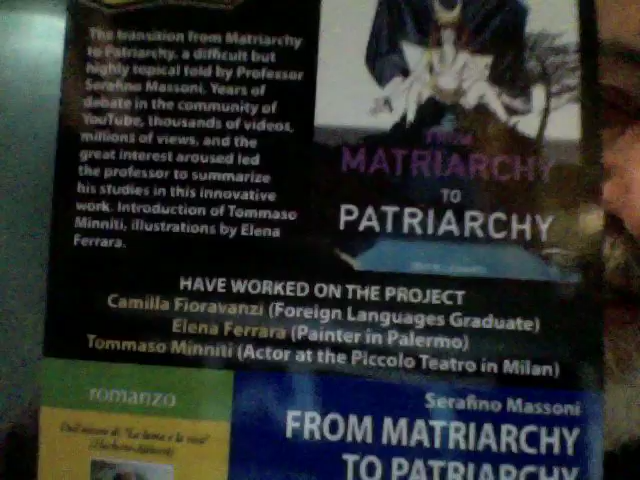 The transition from Matriarchy
to Patriarchy, a difficult but
highly topical told by Professor
Serafino Massoni. Years of
debate in the community of
YouTube, thousands of videos,
millions of views, and the
great interest aroused led
the professor to summarize
his studies in this innovative
work. Introduction of Tommaso
Minniti, illustrations by Elena
Ferrara.
FROM
MATRIARCHY
TO
PATRIARCHY
HAVE WORKED ON THE PROJECT
Camilla Fioravanzi (Foreign Languages Graduate)
Elena Ferrara (Painter in Palermo)
Tommaso Minniti (Actor at the Piccolo Teatro in Milan)
romanzo
Serafino Massoni
FROM MATRIARCHY
TO PATRIARCHY